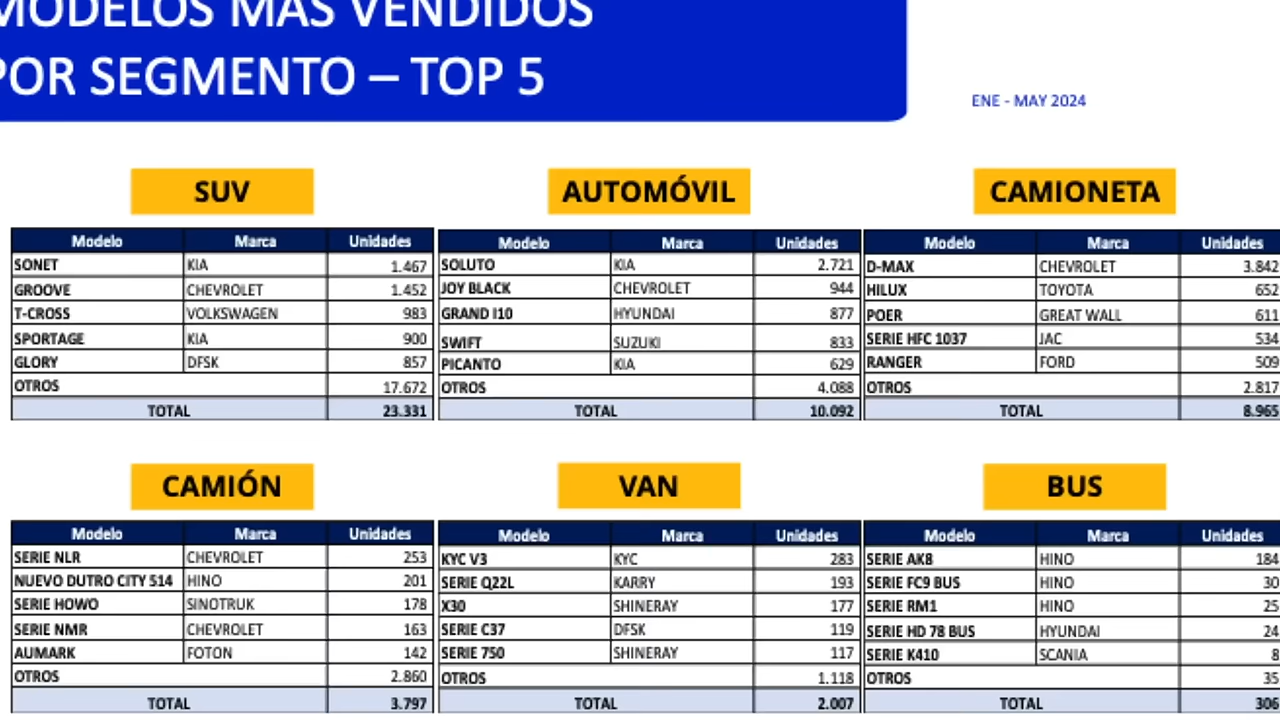 MODELOS MÁS VENDIDOS
POR SEGMENTO – TOP 5
ENE - MAY 2024
SUV
Modelo Marca Unidades
SONET KIA 1.467
GROOVE CHEVROLET 1.452
T-CROSS VOLKSWAGEN 983
SPORTAGE KIA 900
GLORY DFSK 857
OTROS 17.672
TOTAL 23.331
AUTOMÓVIL
Modelo Marca Unidades
SOLUTO KIA 2.721
JOY BLACK CHEVROLET 944
GRAND I10 HYUNDAI 877
SWIFT SUZUKI 833
PICANTO KIA 629
OTROS 4.088
TOTAL 10.092
CAMIONETA
Modelo Marca Unidades
D-MAX CHEVROLET 3.842
HILUX TOYOTA 652
POER GREAT WALL 611
SERIE HFC 1037 JAC 534
RANGER FORD 509
OTROS 2.817
TOTAL 8.965
CAMIÓN
Modelo Marca Unidades
SERIE NLR CHEVROLET 253
NUEVO DUTRO CITY 514 HINO 201
SERIE HOWO SINOTRUK 178
SERIE NMR CHEVROLET 163
AUMARK FOTON 142
OTROS 2.860
TOTAL 3.797
VAN
Modelo Marca Unidades
KYC V3 KYC 283
SERIE Q22L KARRY 193
X30 SHINERAY 177
SERIE C37 DFSK 119
SERIE 750 SHINERAY 117
OTROS 1.118
TOTAL 2.007
BUS
Modelo Marca Unidades
SERIE AK8 HINO 184
SERIE FC9 BUS HINO 30
SERIE RM1 HINO 25
SERIE HD 78 BUS HYUNDAI 24
SERIE K410 SCANIA 8
OTROS 35
TOTAL 306